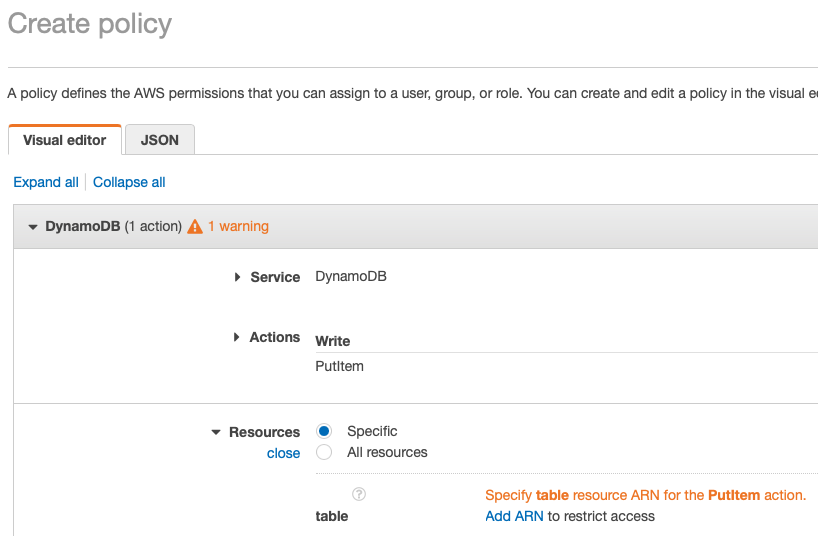 Create policy
A policy defines the AWS permissions that you can assign to a user, group, or role. You can create and edit a policy in the visual e
Visual editor JSON
Expand all Collapse all
DynamoDB (1 action) 1 warning
Service DynamoDB
Actions Write
PutItem
Resources Specific
close All resources
?
Specify table resource ARN for the PutItem action.
table Add ARN to restrict access